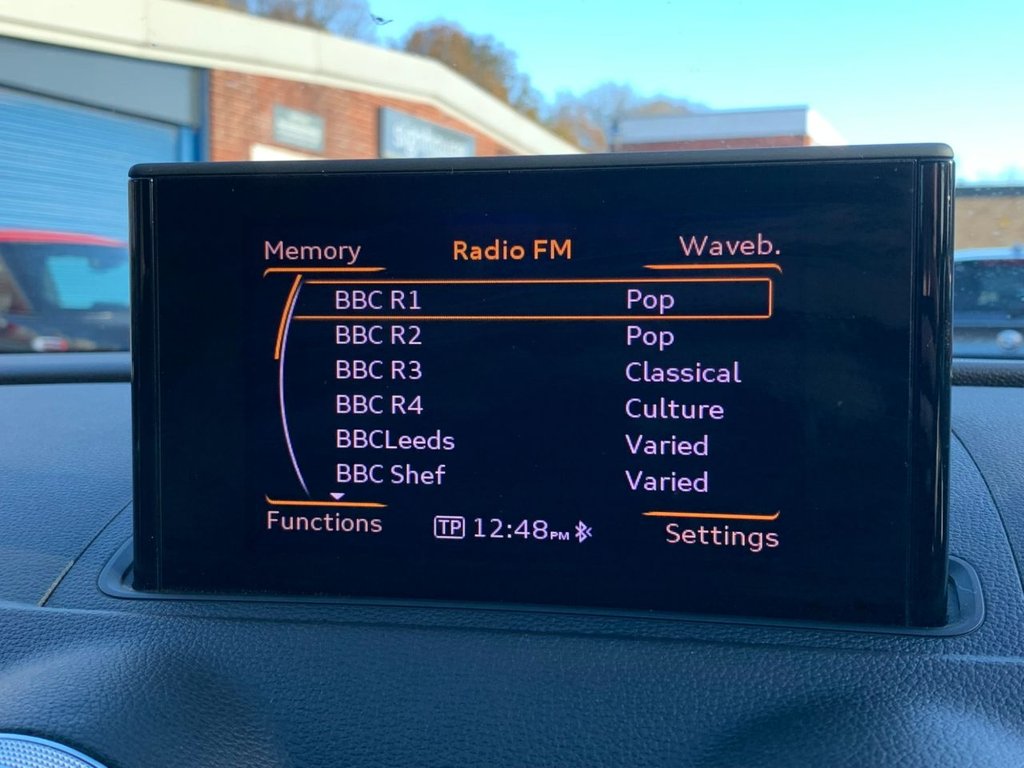 Memory Radio FM Waveb.
BBC R1 Pop
BBC R2 Pop
BBC R3 Classical
BBC R4 Culture
BBCLeeds Varied
BBC Shef Varied
Functions TP 12:48PM Settings